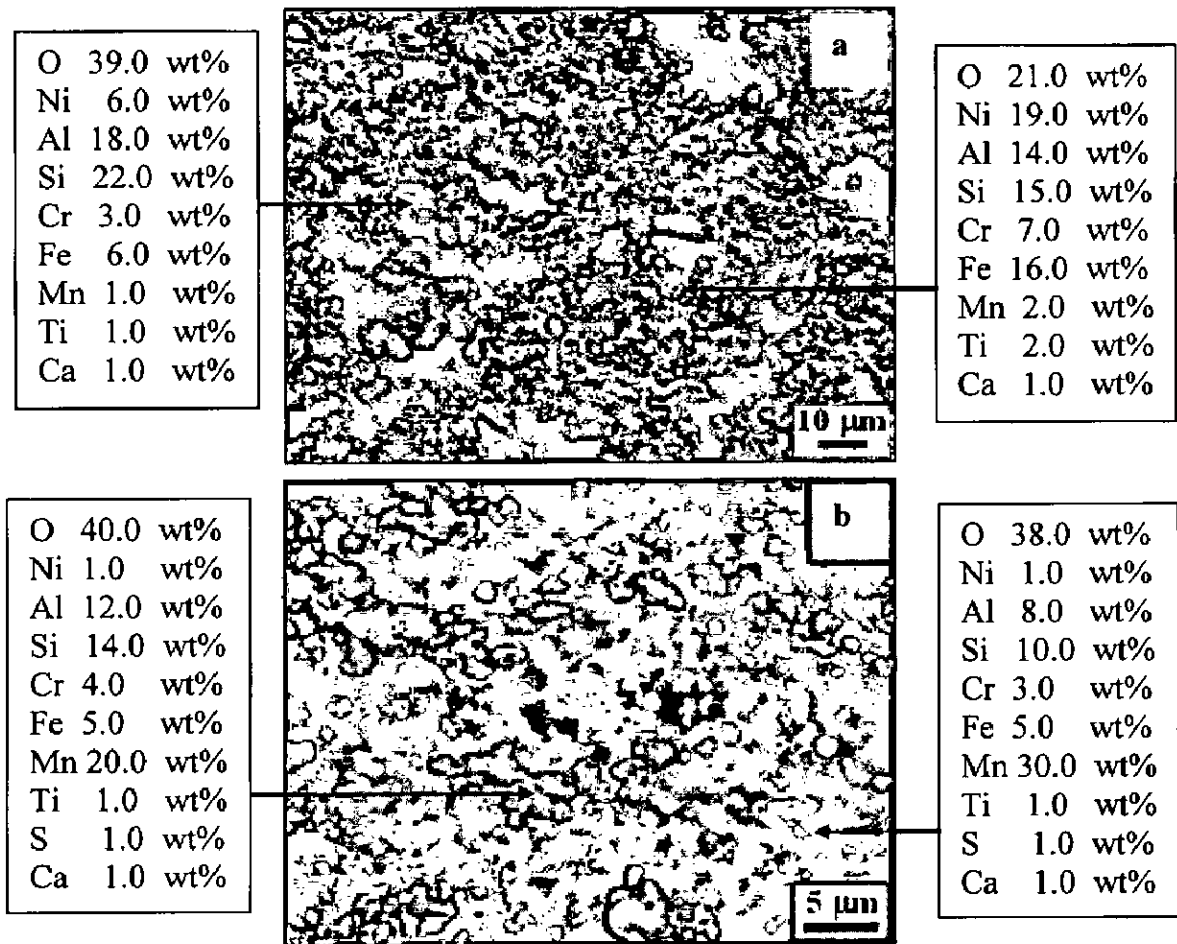 O 39.0 wt%
Ni 6.0 wt%
Al 18.0 wt%
Si 22.0 wt%
Cr 3.0 wt%
Fe 6.0 wt%
Mn 1.0 wt%
Ti 1.0 wt%
Ca 1.0 wt%
a
10 µm
O 21.0 wt%
Ni 19.0 wt%
Al 14.0 wt%
Si 15.0 wt%
Cr 7.0 wt%
Fe 16.0 wt%
Mn 2.0 wt%
Ti 2.0 wt%
Ca 1.0 wt%
O 40.0 wt%
Ni 1.0 wt%
Al 12.0 wt%
Si 14.0 wt%
Cr 4.0 wt%
Fe 5.0 wt%
Mn 20.0 wt%
Ti 1.0 wt%
S 1.0 wt%
Ca 1.0 wt%
b
5 µm
O 38.0 wt%
Ni 1.0 wt%
Al 8.0 wt%
Si 10.0 wt%
Cr 3.0 wt%
Fe 5.0 wt%
Mn 30.0 wt%
Ti 1.0 wt%
S 1.0 wt%
Ca 1.0 wt%